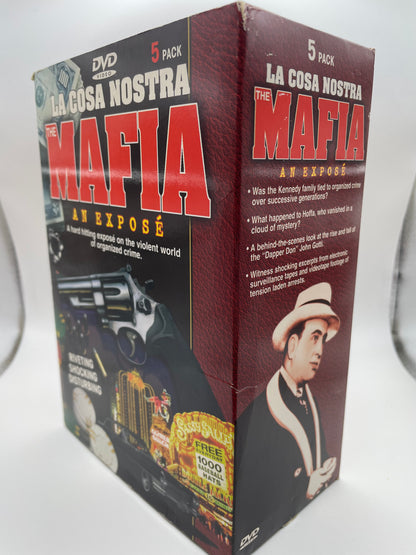 DVD
VIDEO
5 PACK
LA COSA NOSTRA
THE
MAFIA
AN EXPOSÉ
A hard hitting exposé on the violent world
of organized crime.
RIVETING
SHOCKING
DISTURBING
FREE
1000
BASEBALL
HATS
5 PACK
LA COSA NOSTRA
THE
MAFIA
AN EXPOSÉ
• Was the Kennedy family tied to organized crime
over successive generations?
• What happened to Hoffa, who vanished in a
cloud of mystery?
• A behind-the-scenes look at the rise and fall of
the "Dapper Don" John Gotti.
• Witness shocking excerpts from electronic
surveillance tapes and videotape footage of
tension laden arrests.
DVD